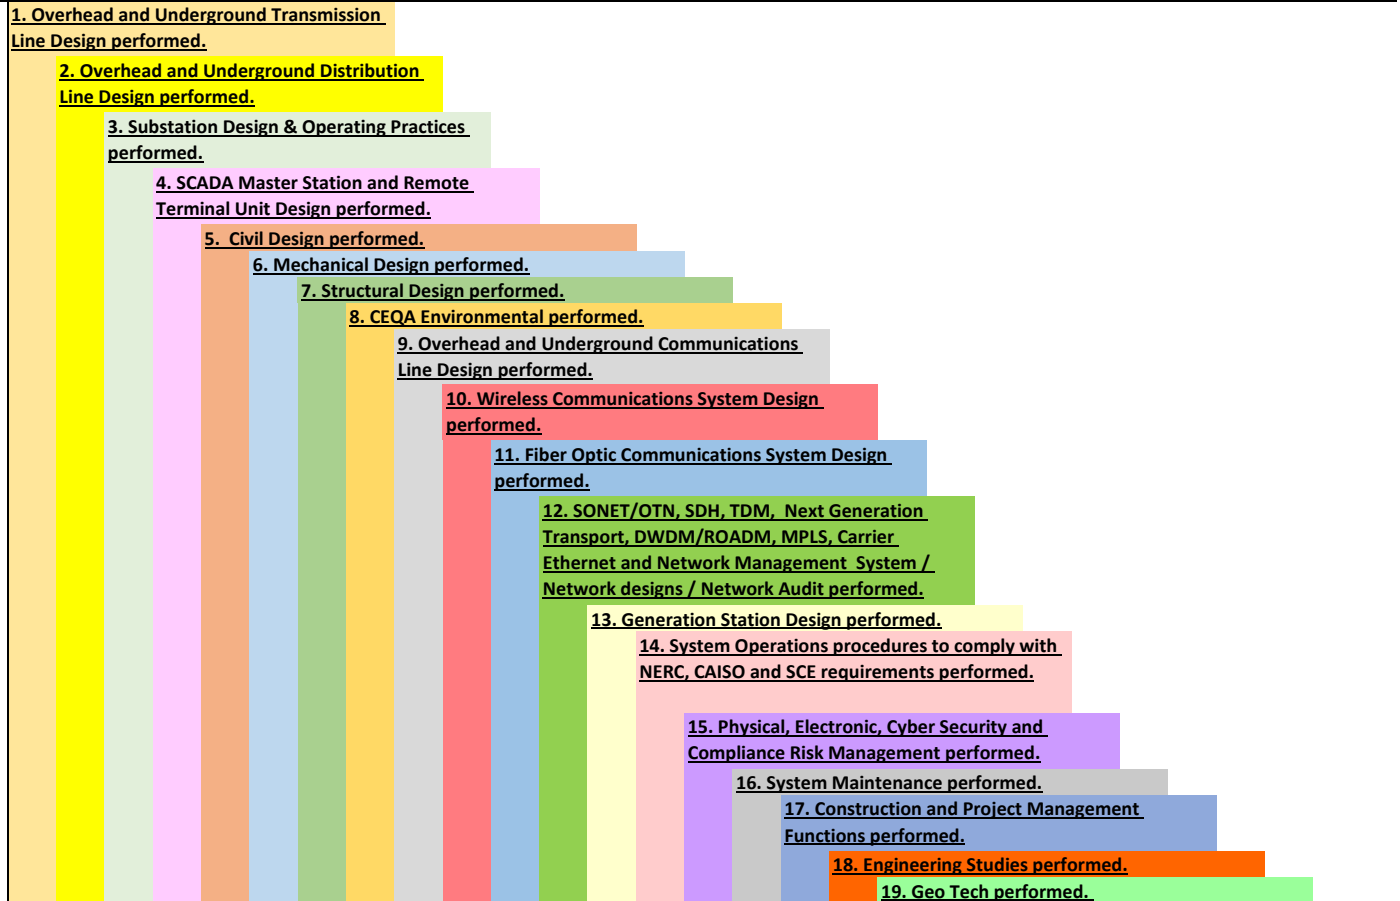 1. Overhead and Underground Transmission
Line Design performed.
2. Overhead and Underground Distribution
Line Design performed.
3. Substation Design & Operating Practices
performed.
4. SCADA Master Station and Remote
Terminal Unit Design performed.
5.  Civil Design performed.
6. Mechanical Design performed.
7. Structural Design performed.
8. CEQA Environmental performed.
9. Overhead and Underground Communications
Line Design performed.
10. Wireless Communications System Design
performed.
11. Fiber Optic Communications System Design
performed.
12. SONET/OTN, SDH, TDM,  Next Generation
Transport, DWDM/ROADM, MPLS, Carrier
Ethernet and Network Management  System /
Network designs / Network Audit performed.
13. Generation Station Design performed.
14. System Operations procedures to comply with
NERC, CAISO and SCE requirements performed.
15. Physical, Electronic, Cyber Security and
Compliance Risk Management performed.
16. System Maintenance performed.
17. Construction and Project Management
Functions performed.
18. Engineering Studies performed.
19. Geo Tech performed.